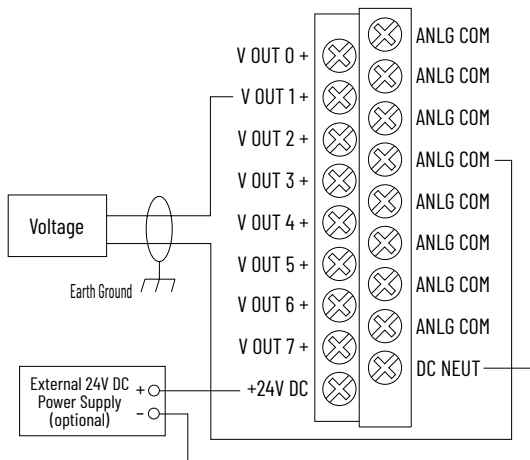 ANLG COM
V OUT 0 +
ANLG COM
V OUT 1 +
ANLG COM
V OUT 2 +
ANLG COM
V OUT 3 +
ANLG COM
Voltage
V OUT 4 +
ANLG COM
V OUT 5 +
Earth Ground
ANLG COM
V OUT 6 +
ANLG COM
V OUT 7 +
DC NEUT
External 24V DC
Power Supply
(optional)
+
-
+24V DC